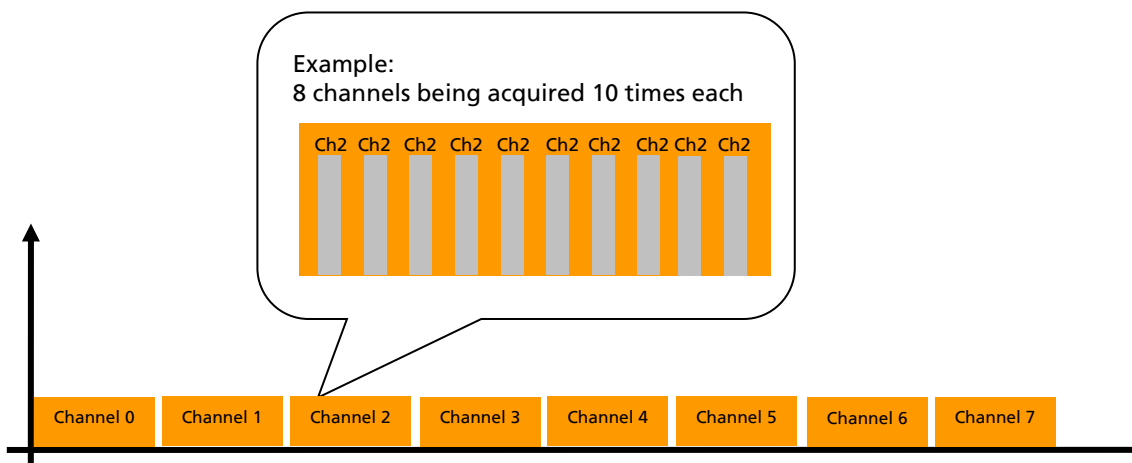 Example:
8 channels being acquired 10 times each
Ch2 Ch2 Ch2 Ch2 Ch2 Ch2 Ch2 Ch2 Ch2 Ch2
Channel 0 Channel 1 Channel 2 Channel 3 Channel 4 Channel 5 Channel 6 Channel 7